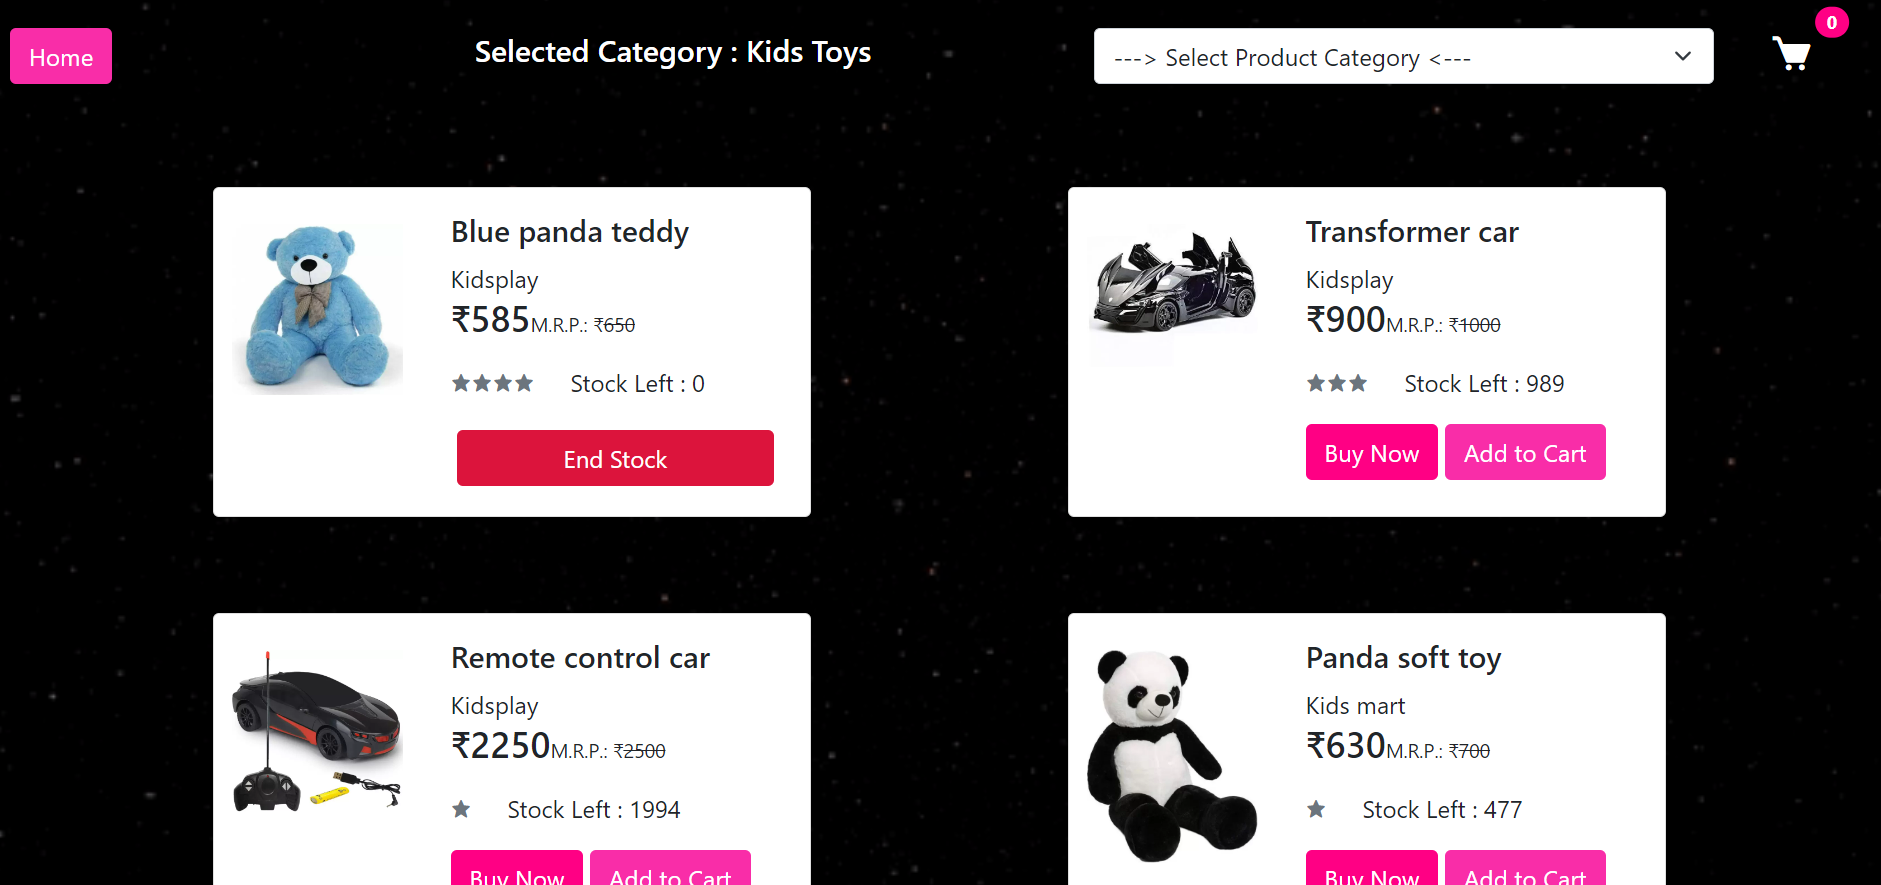 Home
Selected Category : Kids Toys
---> Select Product Category <---
0
Blue panda teddy
Kidsplay
₹585M.R.P.: ₹650
Stock Left : 0
End Stock
Transformer car
Kidsplay
₹900M.R.P.: ₹1000
Stock Left : 989
Buy Now
Add to Cart
Remote control car
Kidsplay
₹2250M.R.P.: ₹2500
Stock Left : 1994
Buy Now
Add to Cart
Panda soft toy
Kids mart
₹630M.R.P.: ₹700
Stock Left : 477
Buy Now
Add to Cart